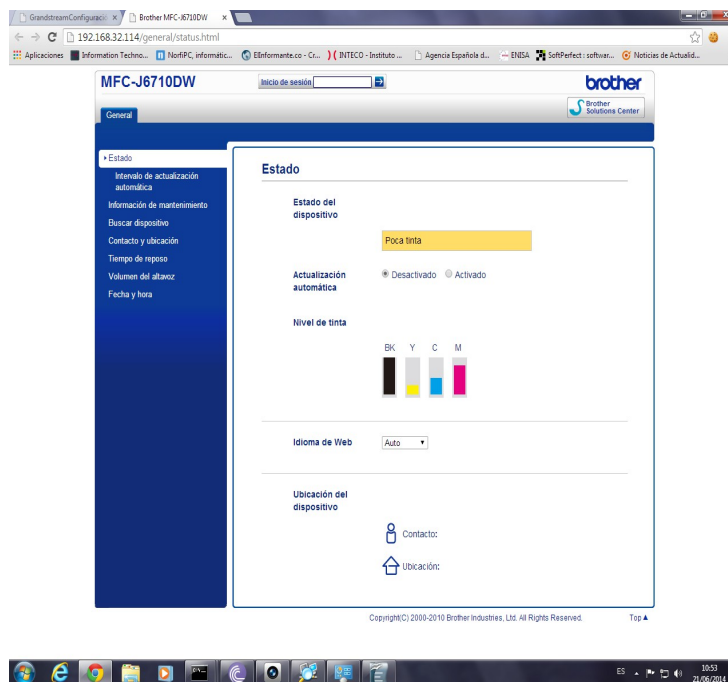 GrandstreamConfiguració
Brother MFC-J6710DW
192.168.32.114/general/status.html
Aplicaciones
Information Techno...
NorfiPC, informátic...
ElInformante.co - Cr...
INTECO - Instituto ...
Agencia Española d...
ENISA
SoftPerfect : softwar...
Noticias de Actualid...
MFC-J6710DW
Inicio de sesión
brother
General
Brother
Solutions Center
Estado
Intervalo de actualización
automática
Información de mantenimiento
Buscar dispositivo
Contacto y ubicación
Tiempo de reposo
Volumen del altavoz
Fecha y hora
Estado
Estado del
dispositivo
Poca tinta
Actualización
automática
Desactivado Activado
Nivel de tinta
BK Y C M
Idioma de Web
Auto
Ubicación del
dispositivo
Contacto:
Ubicación:
Copyright(C) 2000-2010 Brother Industries, Ltd. All Rights Reserved.
Top▲
ES
10:53
21/06/2014